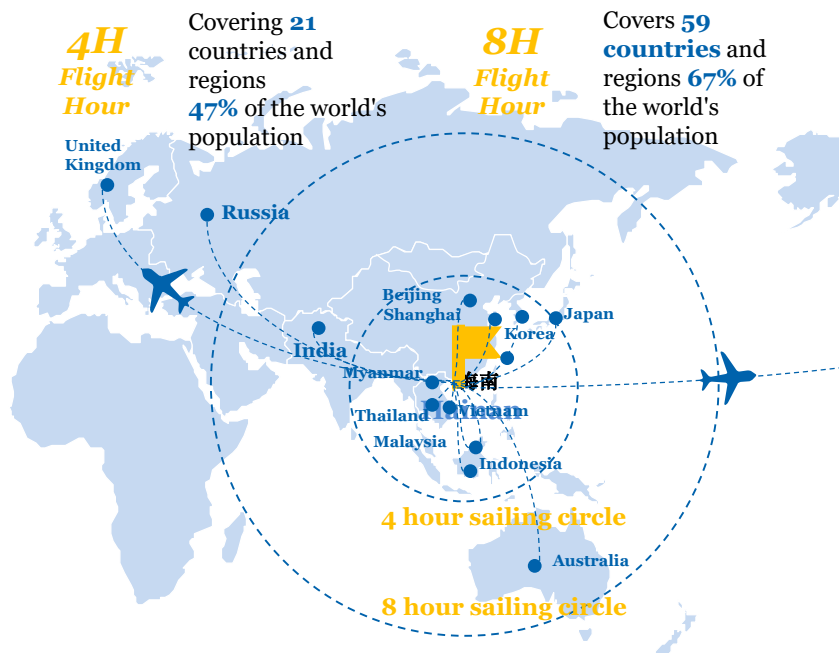 4H
Flight
Hour
Covering 21
countries and
regions
47% of the world's
population
8H
Flight
Hour
Covers 59
countries and
regions 67% of
the world's
population
United
Kingdom
Russia
Beijing
Shanghai
Japan
Korea
India
Myanmar
海南
Hainan
Thailand
Vietnam
Malaysia
Indonesia
4 hour sailing circle
Australia
8 hour sailing circle